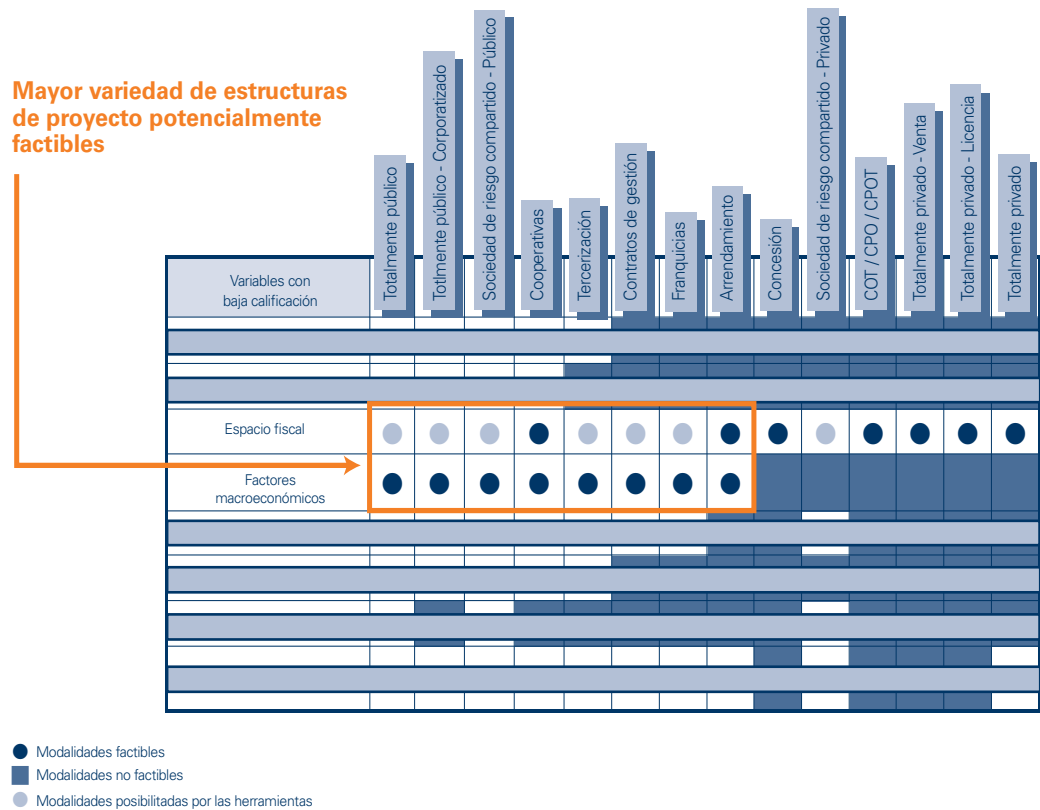 Mayor variedad de estructuras
de proyecto potencialmente
factibles
Totalmente público
Totlmente público - Corporatizado
Sociedad de riesgo compartido - Público
Cooperativas
Tercerización
Contratos de gestión
Franquicias
Arrendamiento
Concesión
Sociedad de riesgo compartido - Privado
COT / CPO / CPOT
Totalmente privado - Venta
Totalmente privado - Licencia
Totalmente privado
Variables con
baja calificación
Espacio fiscal
Factores
macroeconómicos
Modalidades factibles
Modalidades no factibles
Modalidades posibilitadas por las herramientas